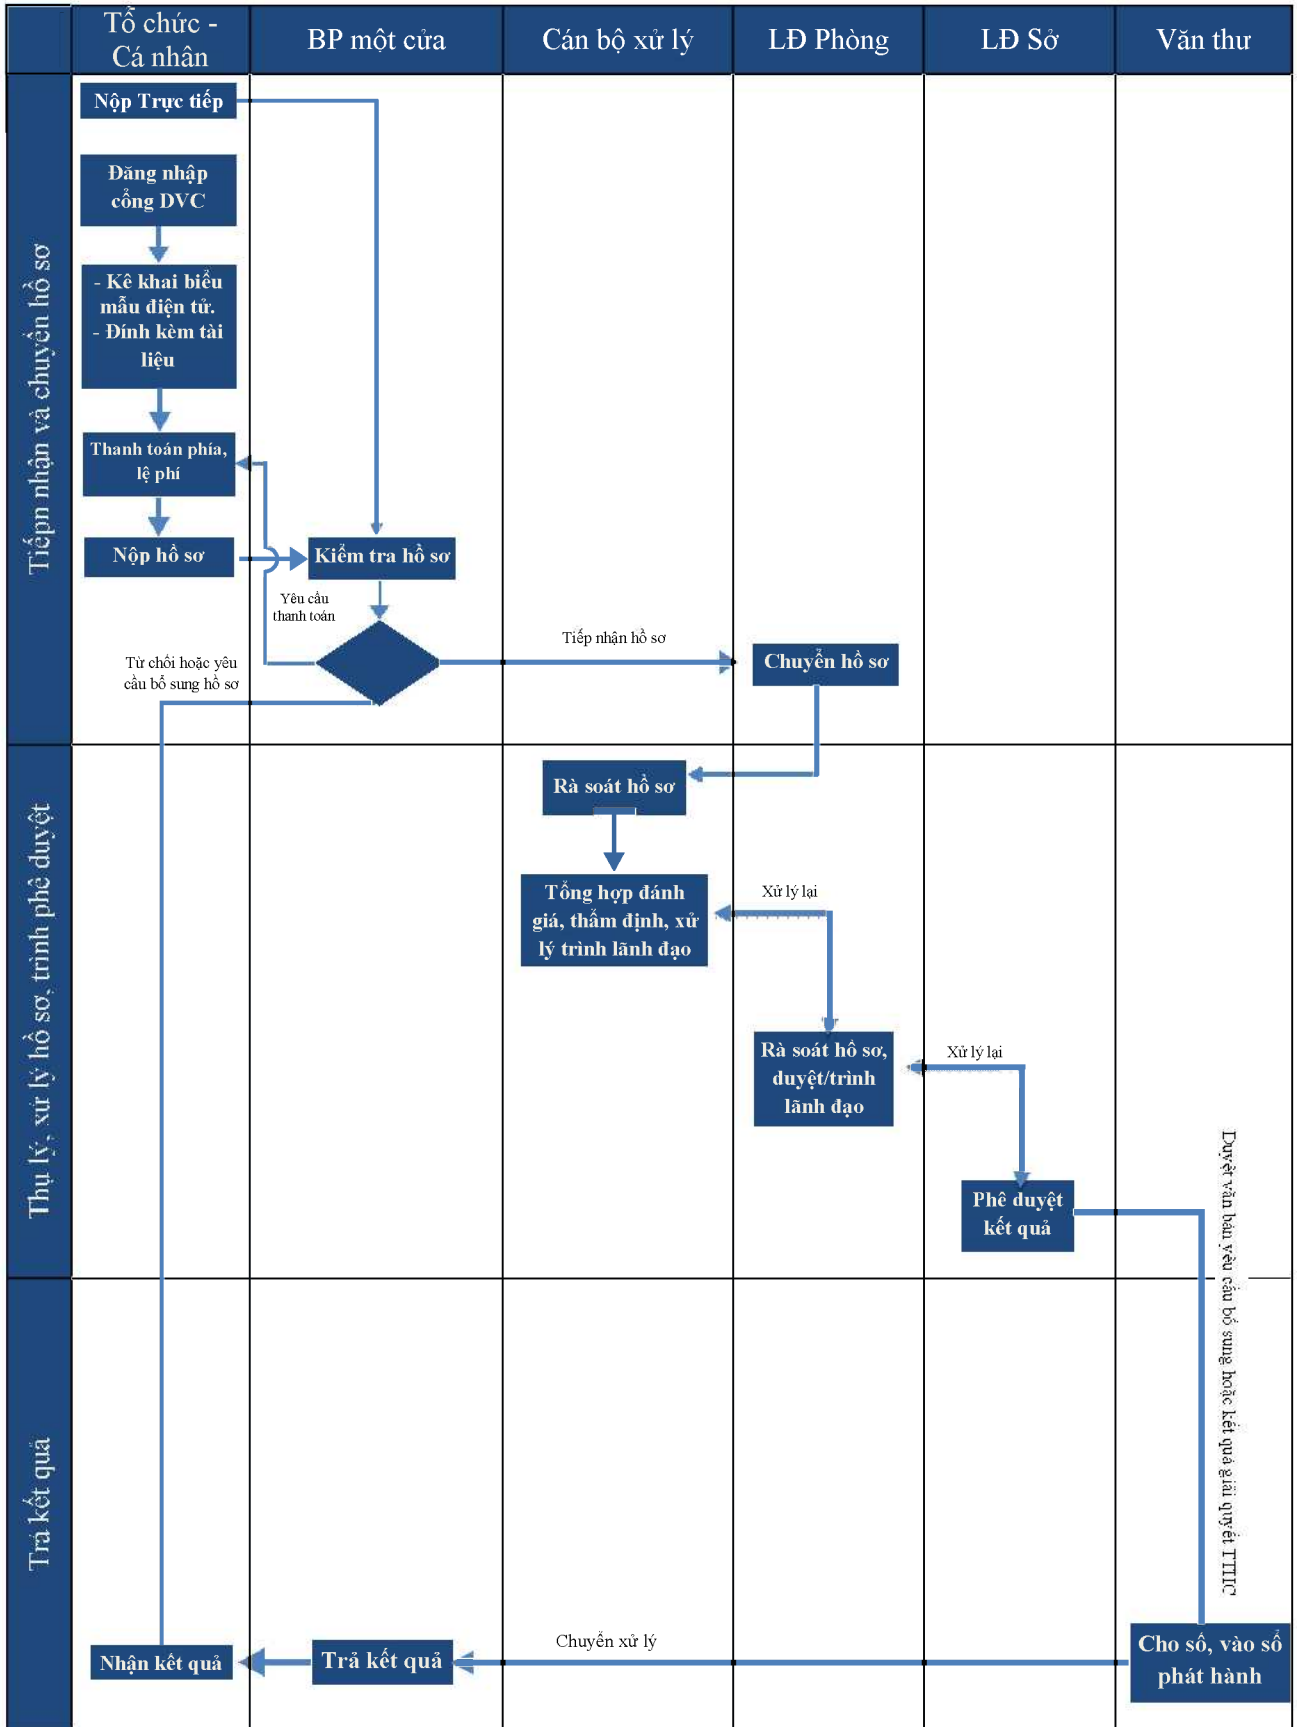 Tổ chức -
Cá nhân
BP một cửa
Cán bộ xử lý
LĐ Phòng
LĐ Sở
Văn thư
Tiếpn nhận và chuyển hồ sơ
Nộp Trực tiếp
Đăng nhập
cổng DVC
- Kê khai biểu
mẫu điện tử.
- Đính kèm tài
liệu
Thanh toán phía,
lệ phí
Nộp hồ sơ
Kiểm tra hồ sơ
Yêu cầu
thanh toán
Tiếp nhận hồ sơ
Chuyển hồ sơ
Từ chối hoặc yêu
cầu bổ sung hồ sơ
Thụ lý, xử lý hồ sơ, trình phê duyệt
Rà soát hồ sơ
Tổng hợp đánh
giá, thẩm định, xử
lý trình lãnh đạo
Xử lý lại
Rà soát hồ sơ,
duyệt/trình
lãnh đạo
Xử lý lại
Phê duyệt
kết quả
Duyệt văn bản yêu cầu bổ sung hoặc kết quả giải quyết TTHC
Trả kết quả
Cho số, vào sổ
phát hành
Chuyển xử lý
Trả kết quả
Nhận kết quả